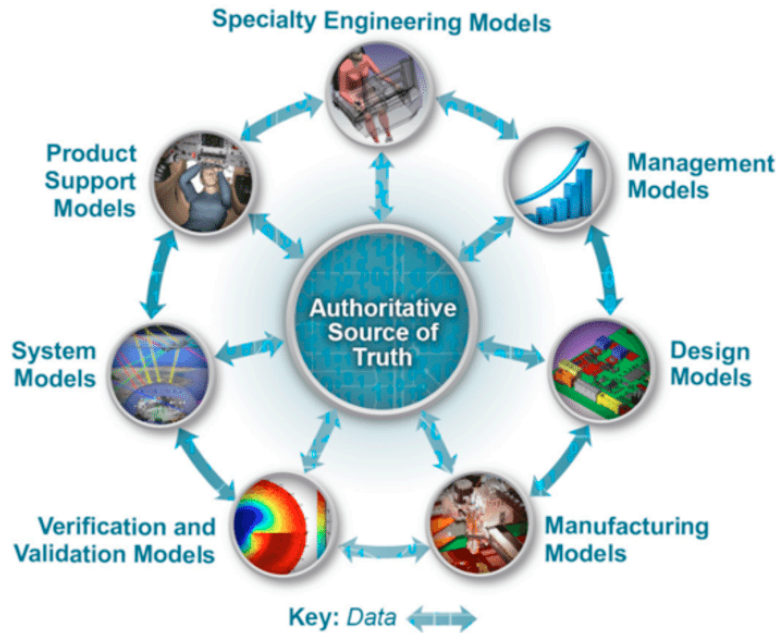 Specialty Engineering Models
Product
Support
Models
Management
Models
Authoritative
Source of
Truth
System
Models
Design
Models
Verification and
Validation Models
Manufacturing
Models
Key: Data